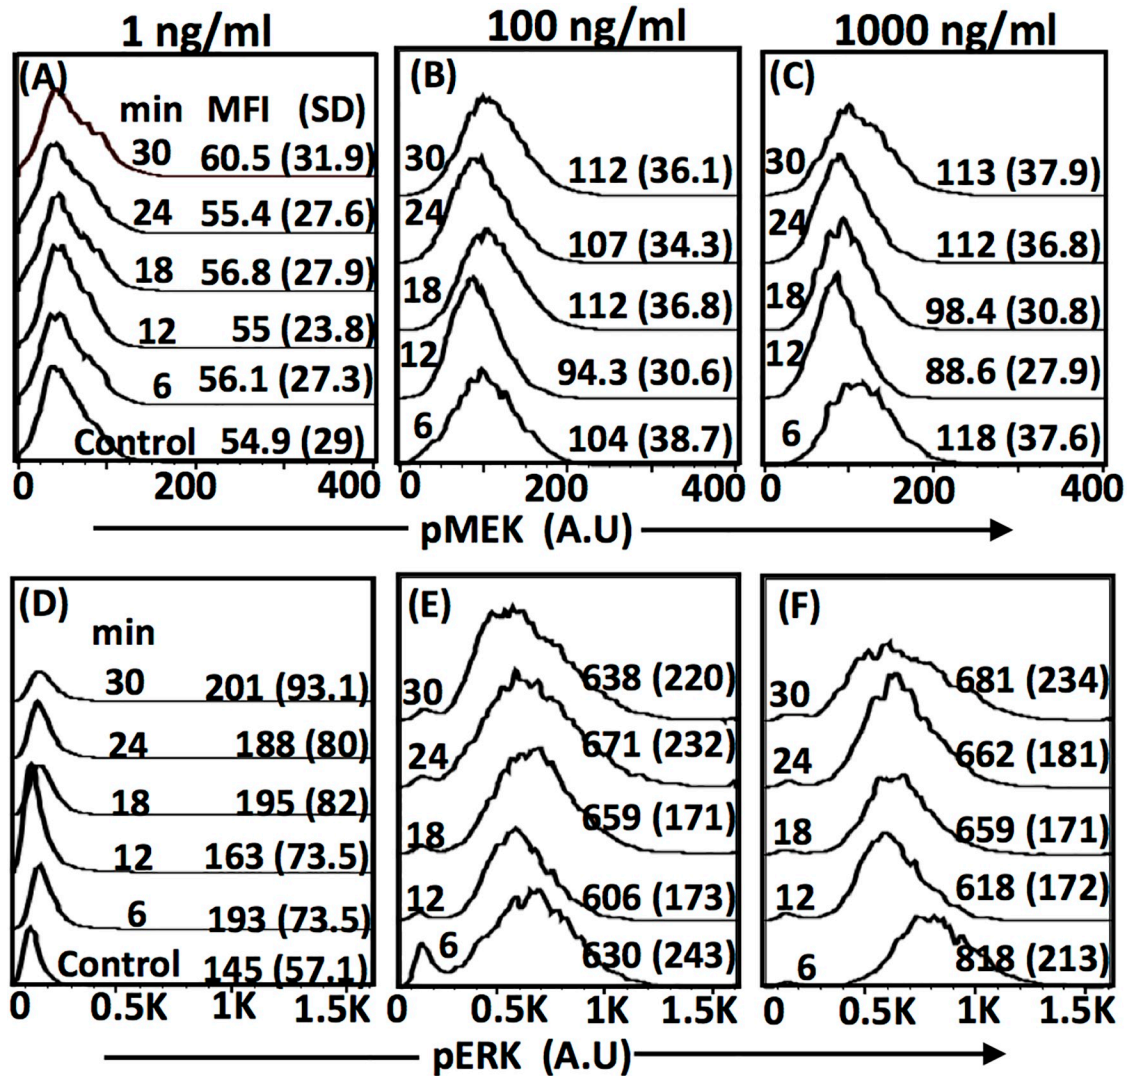 1 ng/ml 100 ng/ml 1000 ng/ml
(A)
min MFI (SD)
30 60.5 (31.9)
24 55.4 (27.6)
18 56.8 (27.9)
12 55 (23.8)
6 56.1 (27.3)
Control 54.9 (29)
0 200 400
(B)
30 112 (36.1)
24 107 (34.3)
18 112 (36.8)
12 94.3 (30.6)
6 104 (38.7)
0 200 400
(C)
30 113 (37.9)
24 112 (36.8)
18 98.4 (30.8)
12 88.6 (27.9)
6 118 (37.6)
0 200 400
pMEK (A.U)
(D)
min
30 201 (93.1)
24 188 (80)
18 195 (82)
12 163 (73.5)
6 193 (73.5)
Control 145 (57.1)
0 0.5K 1K 1.5K
(E)
30 638 (220)
24 671 (232)
18 659 (171)
12 606 (173)
6 630 (243)
0 0.5K 1K 1.5K
(F)
30 681 (234)
24 662 (181)
18 659 (171)
12 618 (172)
6 818 (213)
0 0.5K 1K 1.5K
pERK (A.U)